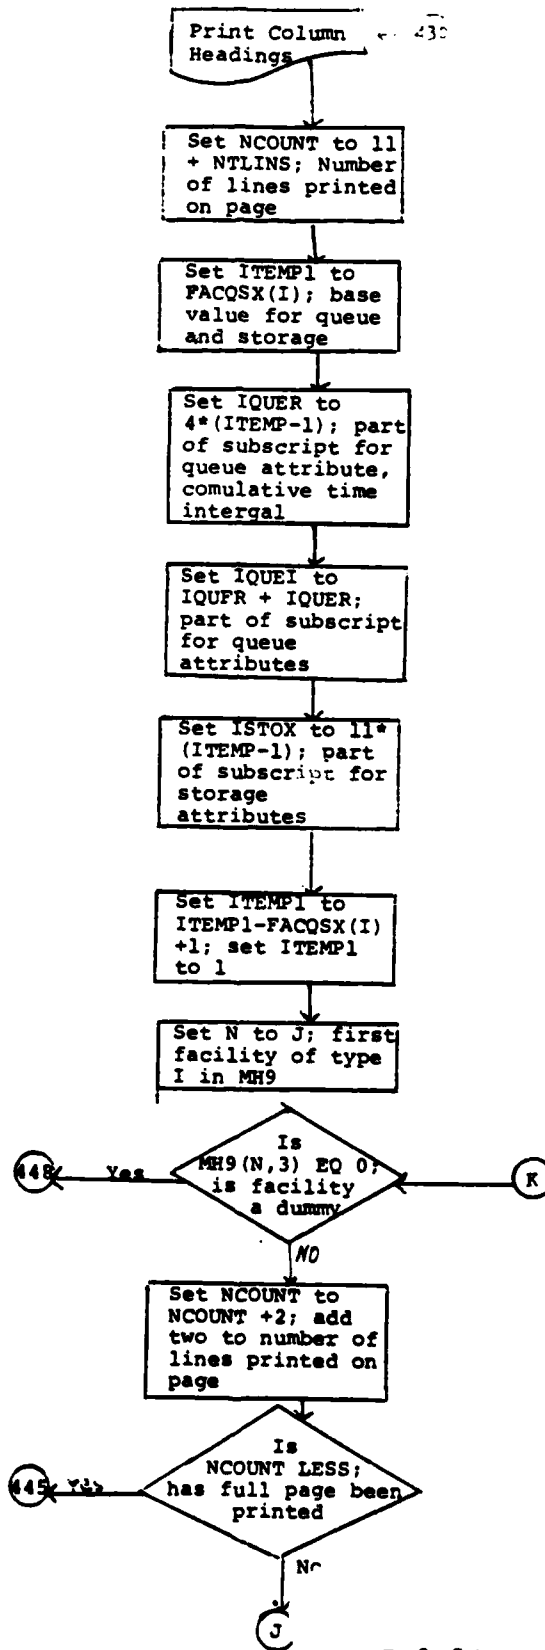 Print Column
Headings
Set NCOUNT to 11
+ NTLINS; Number
of lines printed
on page
Set ITEMP1 to
FACQSX(I); base
value for queue
and storage
Set IQUER to
4*(ITEMP-1); part
of subscript for
queue attribute,
comulative time
intergal
Set IQUEI to
IQUFR + IQUER;
part of subscript
for queue
attributes
Set ISTOX to 11*
(ITEMP-1); part
of subscript for
storage
attributes
Set ITEMP1 to
ITEMP1-FACQSX(I)
+1; set ITEMP1
to 1
Set N to J; first
facility of type
I in MH9
Is
MH9(N,3) EQ 0;
is facility
a dummy
448
Yes
K
NO
Set NCOUNT to
NCOUNT +2; add
two to number of
lines printed on
page
Is
NCOUNT LESS;
has full page been
printed
445
Yes
No
J